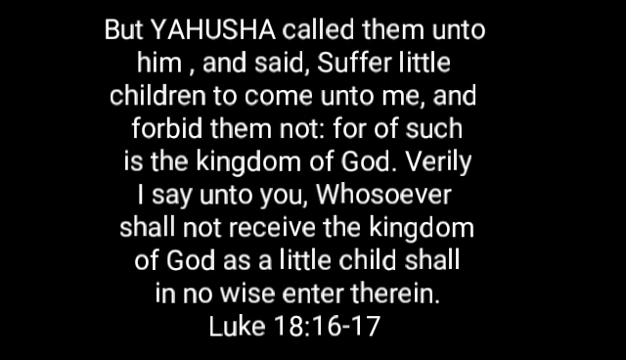 But YAHUSHA called them unto
him , and said, Suffer little
children to come unto me, and
forbid them not: for of such
is the kingdom of God. Verily
I say unto you, Whosoever
shall not receive the kingdom
of God as a little child shall
in no wise enter therein.
Luke 18:16-17